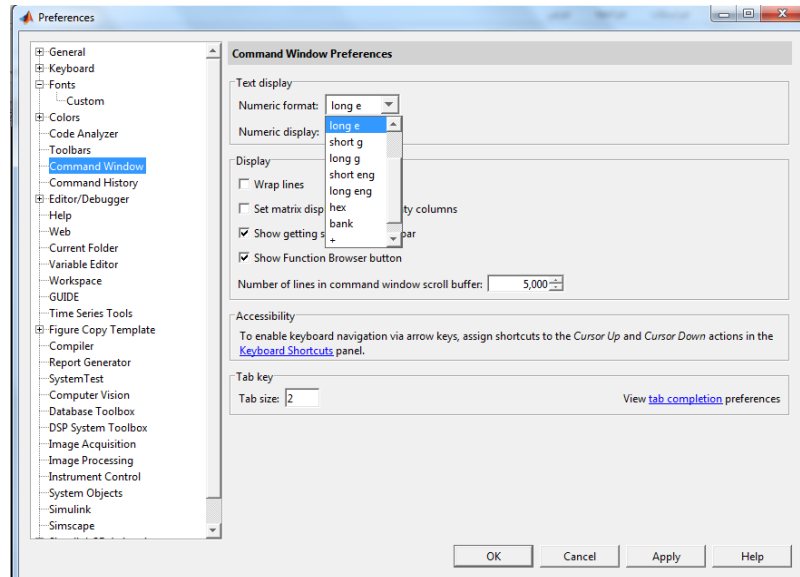 Preferences
General
Keyboard
Fonts
Custom
Colors
Code Analyzer
Toolbars
Command Window
Command History
Editor/Debugger
Help
Web
Current Folder
Variable Editor
Workspace
GUIDE
Time Series Tools
Figure Copy Template
Compiler
Report Generator
SystemTest
Computer Vision
Database Toolbox
DSP System Toolbox
Image Acquisition
Image Processing
Instrument Control
System Objects
Simulink
Simscape
Command Window Preferences
Text display
Numeric format: long e
Numeric display:
long e
short g
long g
short eng
long eng
hex
bank
+
Display
Wrap lines
Set matrix disp ty columns
Show getting s bar
Show Function Browser button
Number of lines in command window scroll buffer: 5,000
Accessibility
To enable keyboard navigation via arrow keys, assign shortcuts to the Cursor Up and Cursor Down actions in the
Keyboard Shortcuts panel.
Tab key
Tab size: 2 View tab completion preferences
OK Cancel Apply Help